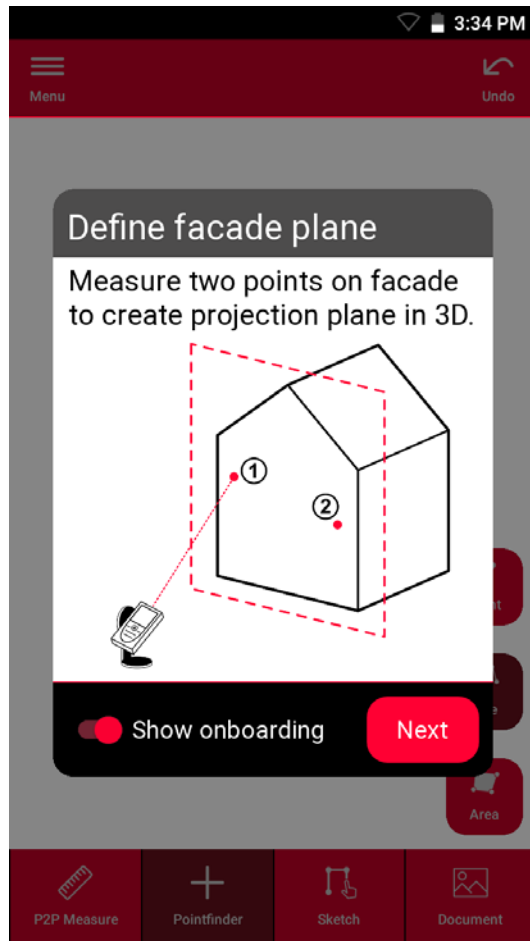 3:34 PM
Menu
Undo
Define facade plane
Measure two points on facade
to create projection plane in 3D.
1
2
Show onboarding
Next
Area
P2P Measure
Pointfinder
Sketch
Document